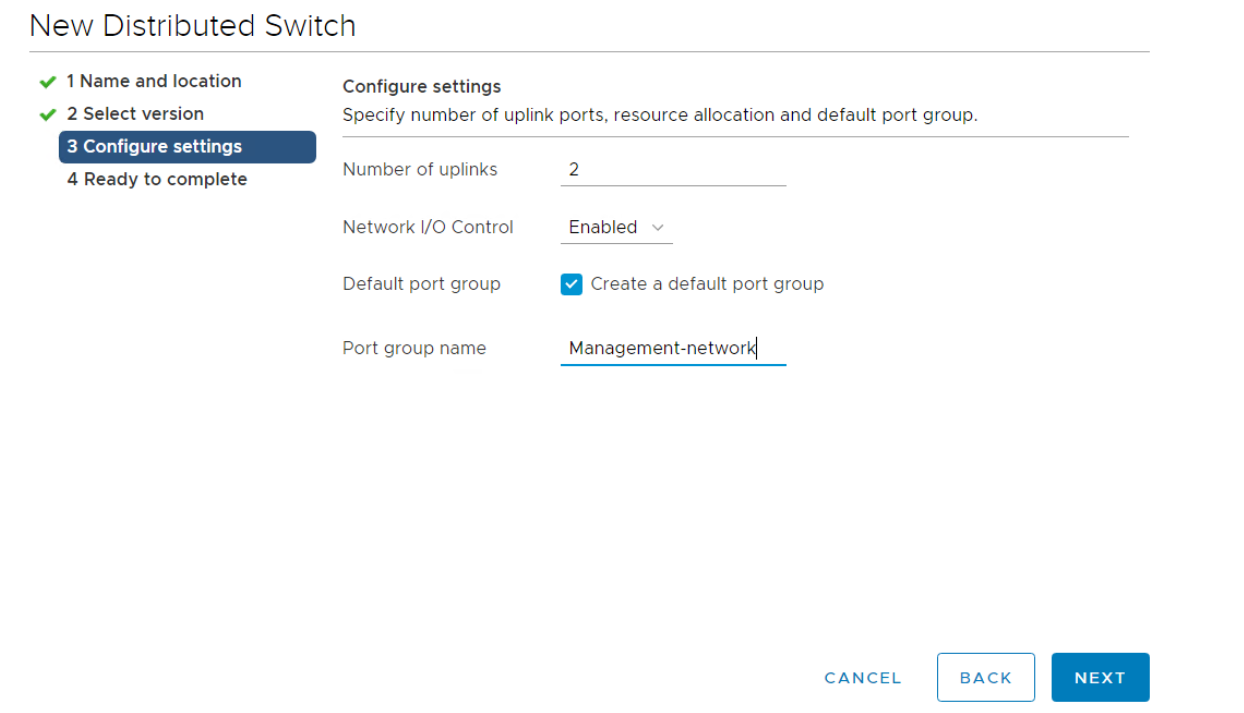 New Distributed Switch
1 Name and location
2 Select version
3 Configure settings
4 Ready to complete
Configure settings
Specify number of uplink ports, resource allocation and default port group.
Number of uplinks 2
Network I/O Control Enabled
Default port group Create a default port group
Port group name Management-network
CANCEL BACK NEXT